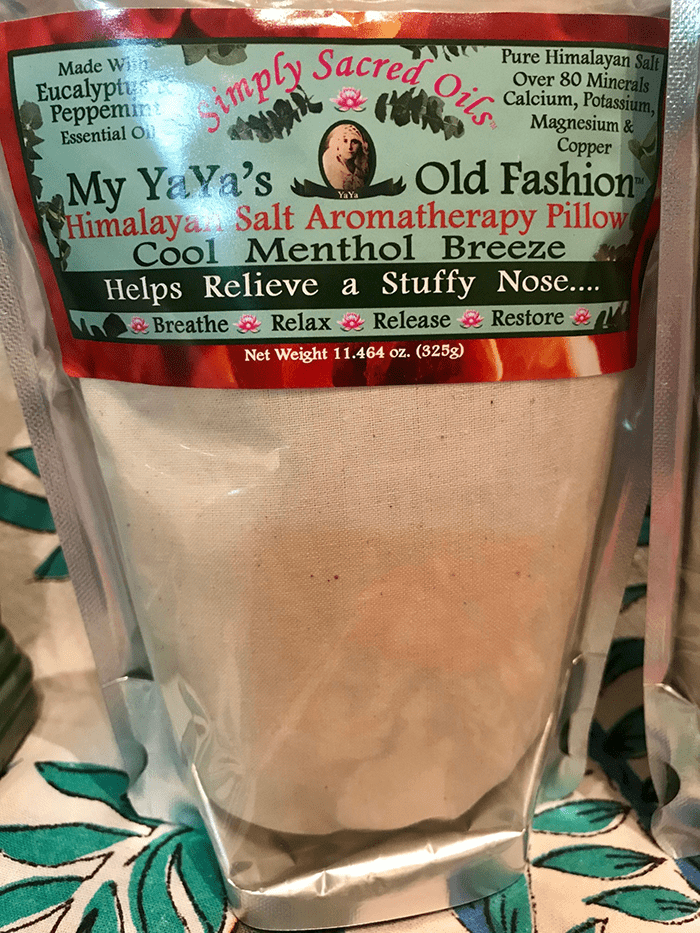 Simply Sacred Oils™
Made With
Eucalyptus &
Peppermint
Essential Oil
Pure Himalayan Salt
Over 80 Minerals
Calcium, Potassium,
Magnesium &
Copper
My YaYa's Old Fashion™
YaYa
Himalayan Salt Aromatherapy Pillow
Cool Menthol Breeze
Helps Relieve a Stuffy Nose....
Breathe Relax Release Restore
Net Weight 11.464 oz. (325g)